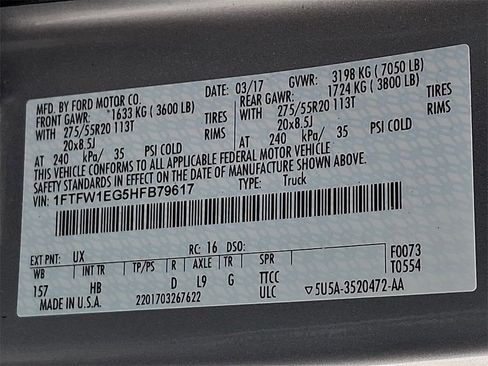 MFD. BY FORD MOTOR CO. 03/17 GVWR: 3198 KG ( 7050 LB)
FRONT GAWR: *1633 KG ( 3600 LB) REAR GAWR: 1724 KG ( 3800 LB)
WITH 275/55R20 113T TIRES WITH 275/55R20 113T TIRES
20x8.5J RIMS 20x8.5J RIMS
AT 240 kPa/ 35 PSI COLD AT 240 kPa/ 35 PSI COLD
THIS VEHICLE CONFORMS TO ALL APPLICABLE FEDERAL MOTOR VEHICLE
SAFETY STANDARDS IN EFFECT ON THE DATE OF MANUFACTURE SHOWN ABOVE.
VIN: 1FTFW1EG5HFB79617 TYPE: Truck
EXT PNT: UX RC: 16 DSO: F0073
WB INT TR TP/PS R AXLE TR SPR T0554
157 HB D L9 G TTCC
MADE IN U.S.A. 2201703267622 ULC ▽5U5A-3520472-AA